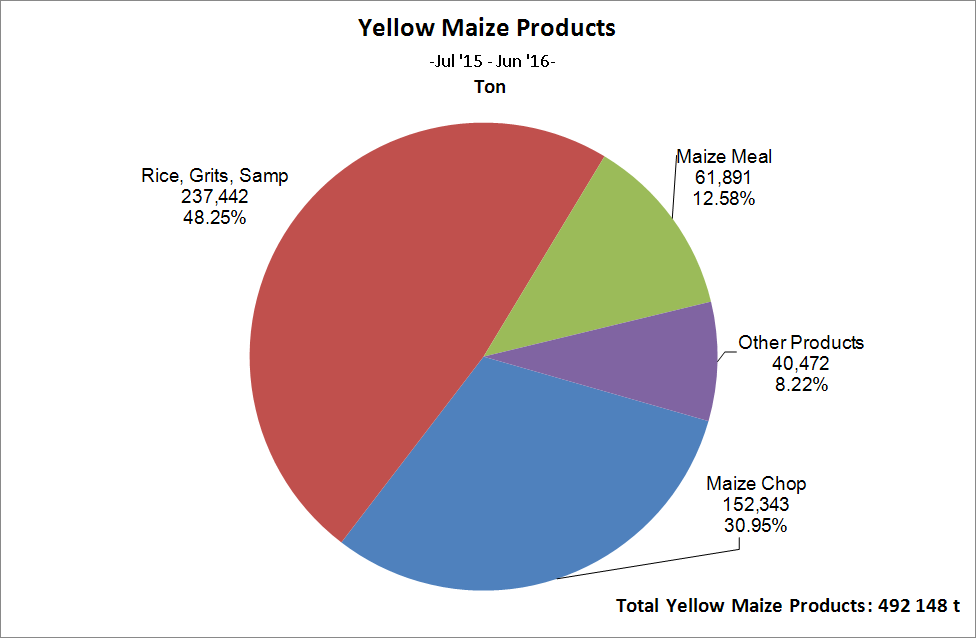 Yellow Maize Products
-Jul '15 - Jun '16-
Ton
Rice, Grits, Samp
237,442
48.25%
Maize Meal
61,891
12.58%
Other Products
40,472
8.22%
Maize Chop
152,343
30.95%
Total Yellow Maize Products: 492 148 t